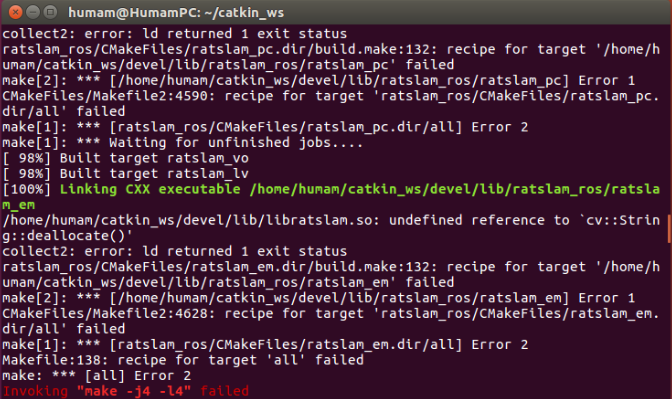 humam@HumamPC: ~/catkin_ws
collect2: error: ld returned 1 exit status
ratslam_ros/CMakeFiles/ratslam_pc.dir/build.make:132: recipe for target '/home/h
umam/catkin_ws/devel/lib/ratslam_ros/ratslam_pc' failed
make[2]: *** [/home/humam/catkin_ws/devel/lib/ratslam_ros/ratslam_pc] Error 1
CMakeFiles/Makefile2:4590: recipe for target 'ratslam_ros/CMakeFiles/ratslam_pc.
dir/all' failed
make[1]: *** [ratslam_ros/CMakeFiles/ratslam_pc.dir/all] Error 2
make[1]: *** Waiting for unfinished jobs....
[ 98%] Built target ratslam_vo
[ 98%] Built target ratslam_lv
[100%] Linking CXX executable /home/humam/catkin_ws/devel/lib/ratslam_ros/ratsla
m_em
/home/humam/catkin_ws/devel/lib/libratslam.so: undefined reference to `cv::Strin
g::deallocate()'
collect2: error: ld returned 1 exit status
ratslam_ros/CMakeFiles/ratslam_em.dir/build.make:132: recipe for target '/home/h
umam/catkin_ws/devel/lib/ratslam_ros/ratslam_em' failed
make[2]: *** [/home/humam/catkin_ws/devel/lib/ratslam_ros/ratslam_em] Error 1
CMakeFiles/Makefile2:4628: recipe for target 'ratslam_ros/CMakeFiles/ratslam_em.
dir/all' failed
make[1]: *** [ratslam_ros/CMakeFiles/ratslam_em.dir/all] Error 2
Makefile:138: recipe for target 'all' failed
make: *** [all] Error 2
Invoking "make -j4 -l4" failed